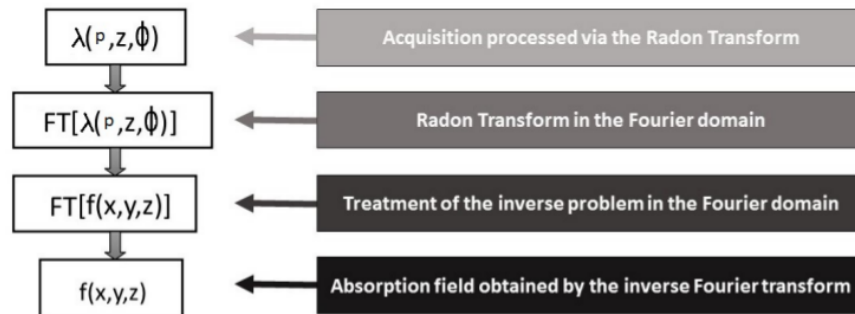 λ(p,z,ϕ)
Acquisition processed via the Radon Transform
FT[λ(p,z,ϕ)]
Radon Transform in the Fourier domain
FT[f(x,y,z)]
Treatment of the inverse problem in the Fourier domain
f(x,y,z)
Absorption field obtained by the inverse Fourier transform